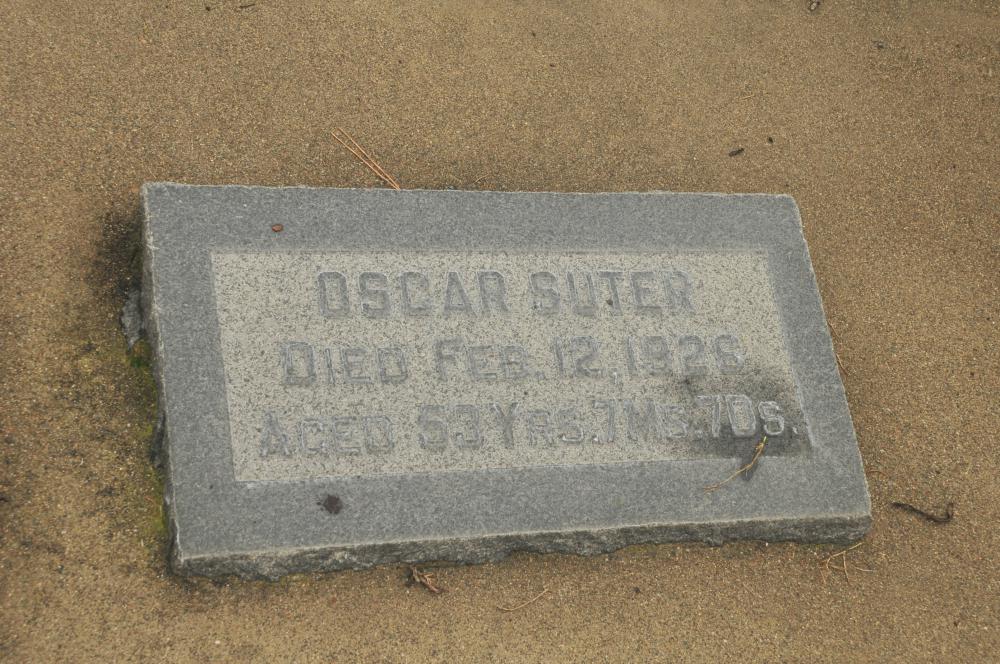 OSCAR SUTER
DIED FEB. 12, 1926
AGED 53 YRS. 7 MS. 7 DS.